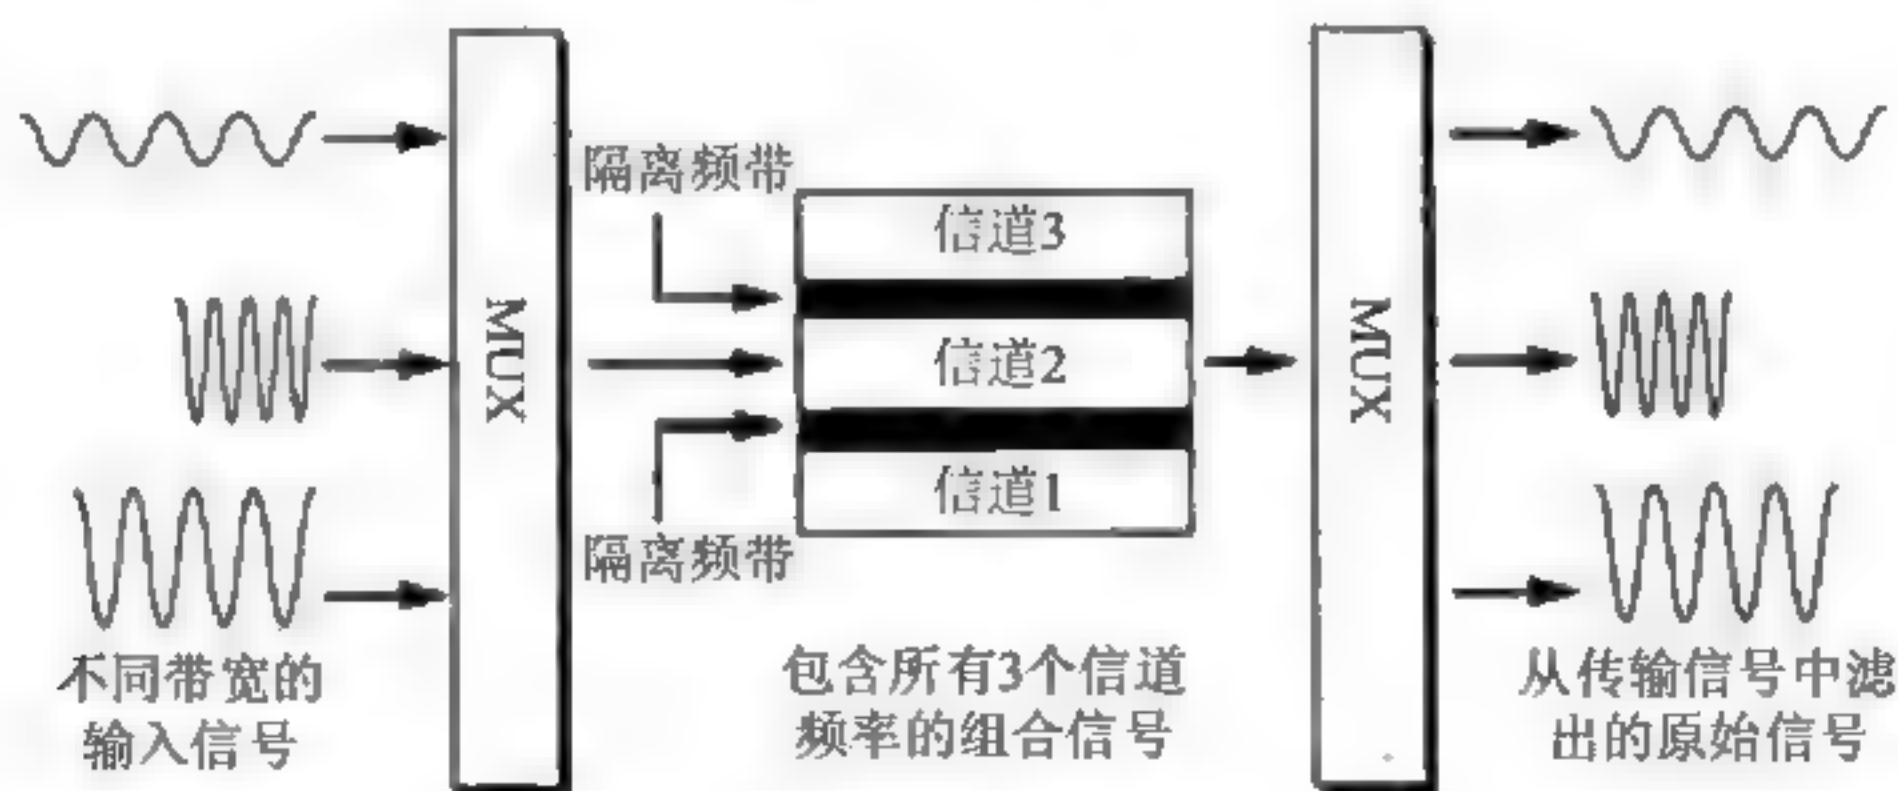 隔离频带
信道3
MUX
信道2
MUX
信道1
隔离频带
不同带宽的
输入信号
包含所有3个信道
频率的组合信号
从传输信号中滤
出的原始信号